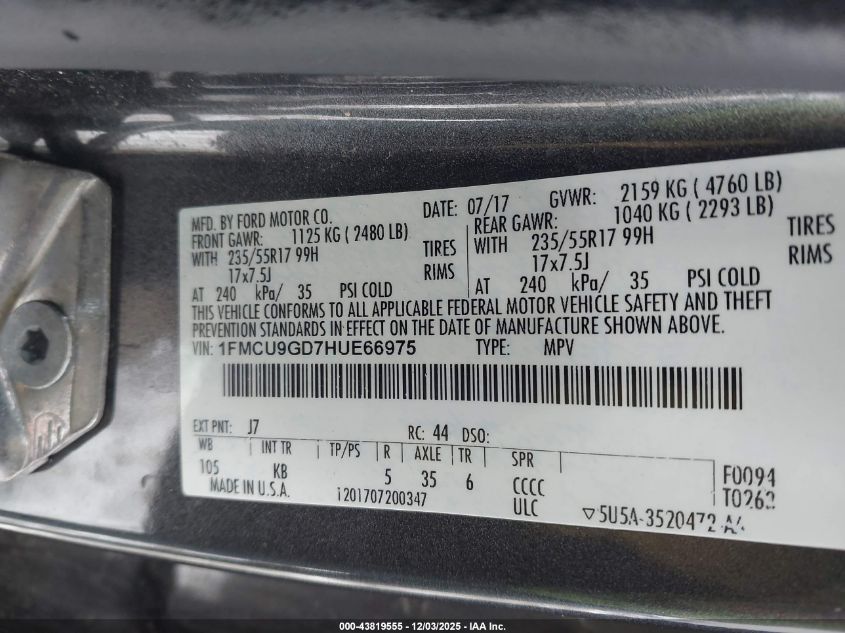 MFD. BY FORD MOTOR CO. DATE: 07/17 GVWR: 2159 KG ( 4760 LB)
FRONT GAWR: 1125 KG ( 2480 LB) REAR GAWR: 1040 KG ( 2293 LB)
WITH 235/55R17 99H TIRES WITH 235/55R17 99H TIRES
17x7.5J RIMS 17x7.5J RIMS
AT 240 kPa/ 35 PSI COLD AT 240 kPa/ 35 PSI COLD
THIS VEHICLE CONFORMS TO ALL APPLICABLE FEDERAL MOTOR VEHICLE SAFETY AND THEFT
PREVENTION STANDARDS IN EFFECT ON THE DATE OF MANUFACTURE SHOWN ABOVE.
VIN: 1FMCU9GD7HUE66975 TYPE: MPV
EXT PNT: J7 RC: 44 DSO:
WB INT TR TP/PS R AXLE TR SPR
105 KB 5 35 6 CCCC F0094
MADE IN U.S.A. 1201707200347 ULC T0262
▽5U5A-3520472-AA
000-43819555 - 12/03/2025 - IAA Inc.